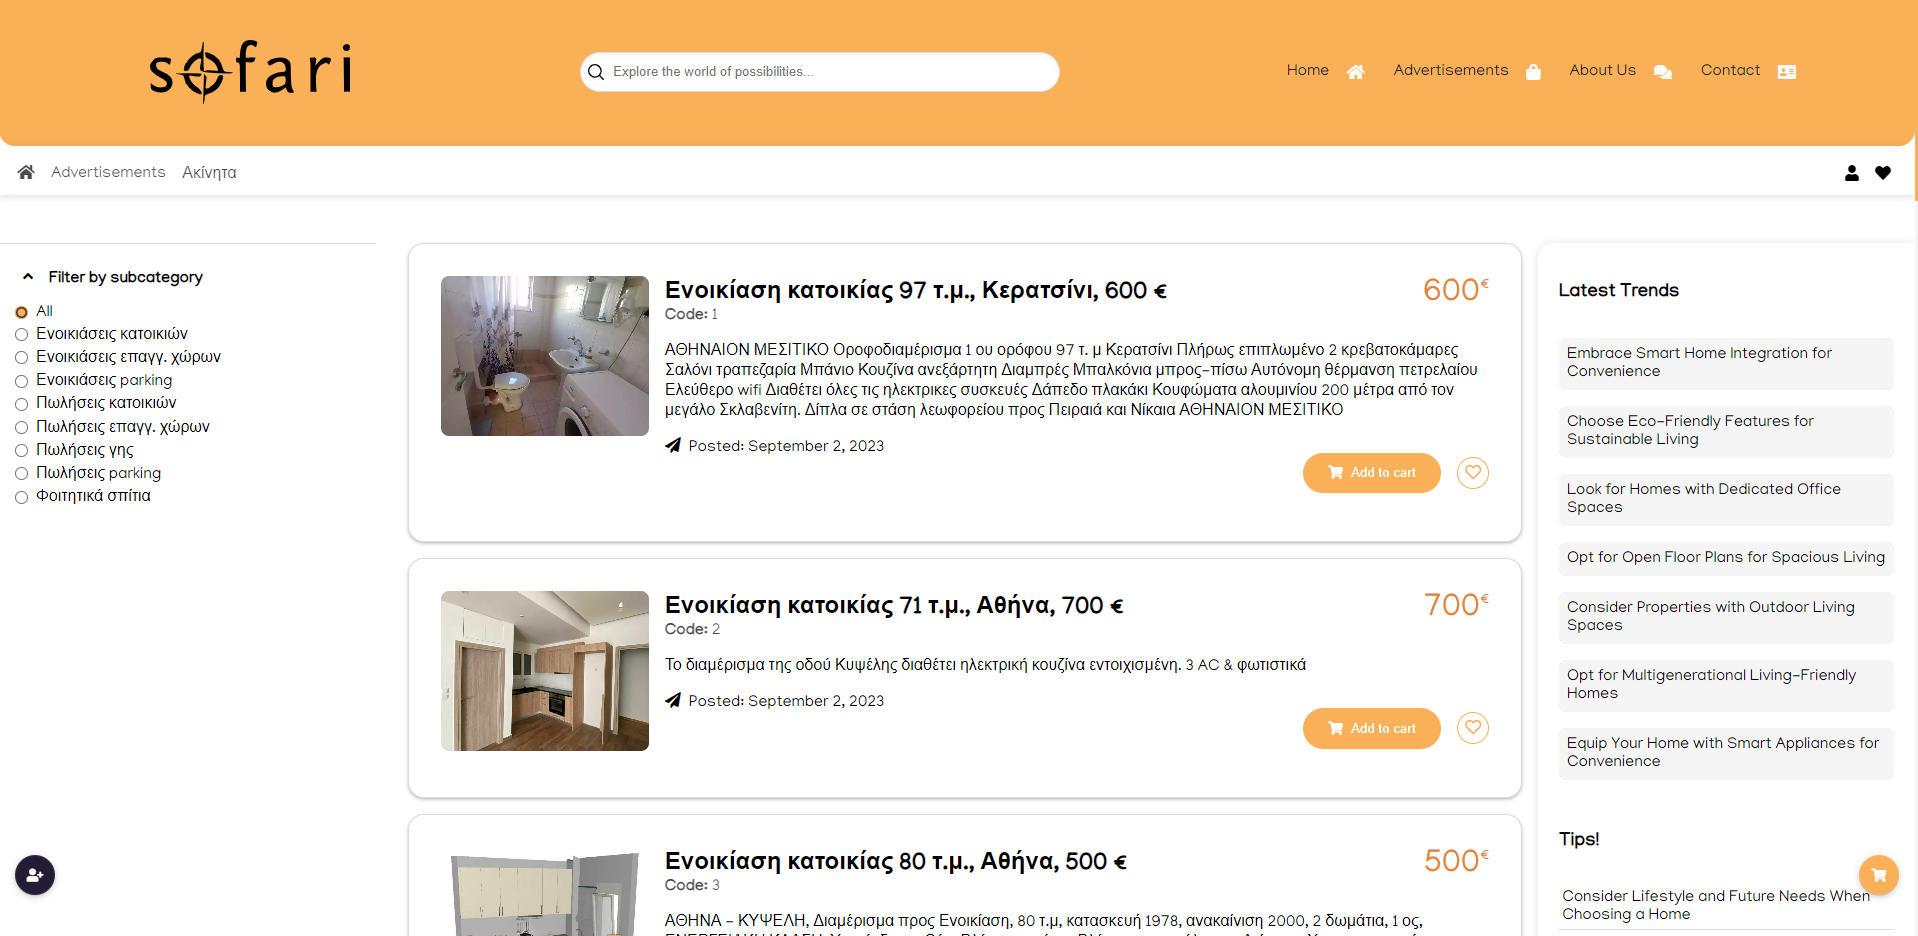 sofari
Explore the world of possibilities...
Home
Advertisements
About Us
Contact
Advertisements
Ακίνητα
Filter by subcategory
All
Ενοικιάσεις κατοικιών
Ενοικιάσεις επαγγ. χώρων
Ενοικιάσεις parking
Πωλήσεις κατοικιών
Πωλήσεις επαγγ. χώρων
Πωλήσεις γης
Πωλήσεις parking
Φοιτητικά σπίτια
Ενοικίαση κατοικίας 97 τ.μ., Κερατσίνι, 600 €
600€
Code: 1
ΑΘΗΝΑΙΟΝ ΜΕΣΙΤΙΚΟ Οροφοδιαμέρισμα 1 ου ορόφου 97 τ. μ Κερατσίνι Πλήρως επιπλωμένο 2 κρεβατοκάμαρες
Σαλόνι τραπεζαρία Μπάνιο Κουζίνα ανεξάρτητη Διαμπρές Μπαλκόνια μπρος-πίσω Αυτόνομη θέρμανση πετρελαίου
Ελεύθερο wifi Διαθέτει όλες τις ηλεκτρικες συσκευές Δάπεδο πλακάκι Κουφώματα αλουμινίου 200 μέτρα από τον
μεγάλο Σκλαβενίτη. Δίπλα σε στάση λεωφορείου προς Πειραιά και Νίκαια ΑΘΗΝΑΙΟΝ ΜΕΣΙΤΙΚΟ
Posted: September 2, 2023
Add to cart
Ενοικίαση κατοικίας 71 τ.μ., Αθήνα, 700 €
700€
Code: 2
Το διαμέρισμα της οδού Κυψέλης διαθέτει ηλεκτρική κουζίνα εντοιχισμένη. 3 AC & φωτιστικά
Posted: September 2, 2023
Add to cart
Ενοικίαση κατοικίας 80 τ.μ., Αθήνα, 500 €
500€
Code: 3
ΑΘΗΝΑ - ΚΥΨΕΛΗ, Διαμέρισμα προς Ενοικίαση, 80 τ.μ, κατασκευή 1978, ανακαίνιση 2000, 2 δωμάτια, 1 ος,
Latest Trends
Embrace Smart Home Integration for
Convenience
Choose Eco-Friendly Features for
Sustainable Living
Look for Homes with Dedicated Office
Spaces
Opt for Open Floor Plans for Spacious Living
Consider Properties with Outdoor Living
Spaces
Opt for Multigenerational Living-Friendly
Homes
Equip Your Home with Smart Appliances for
Convenience
Tips!
Consider Lifestyle and Future Needs When
Choosing a Home